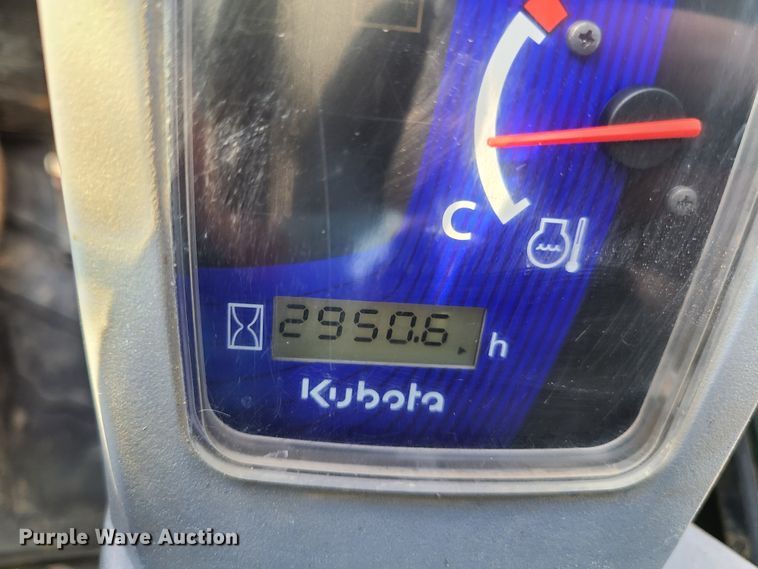 C
2950.6 h
Kubota
Purple Wave Auction